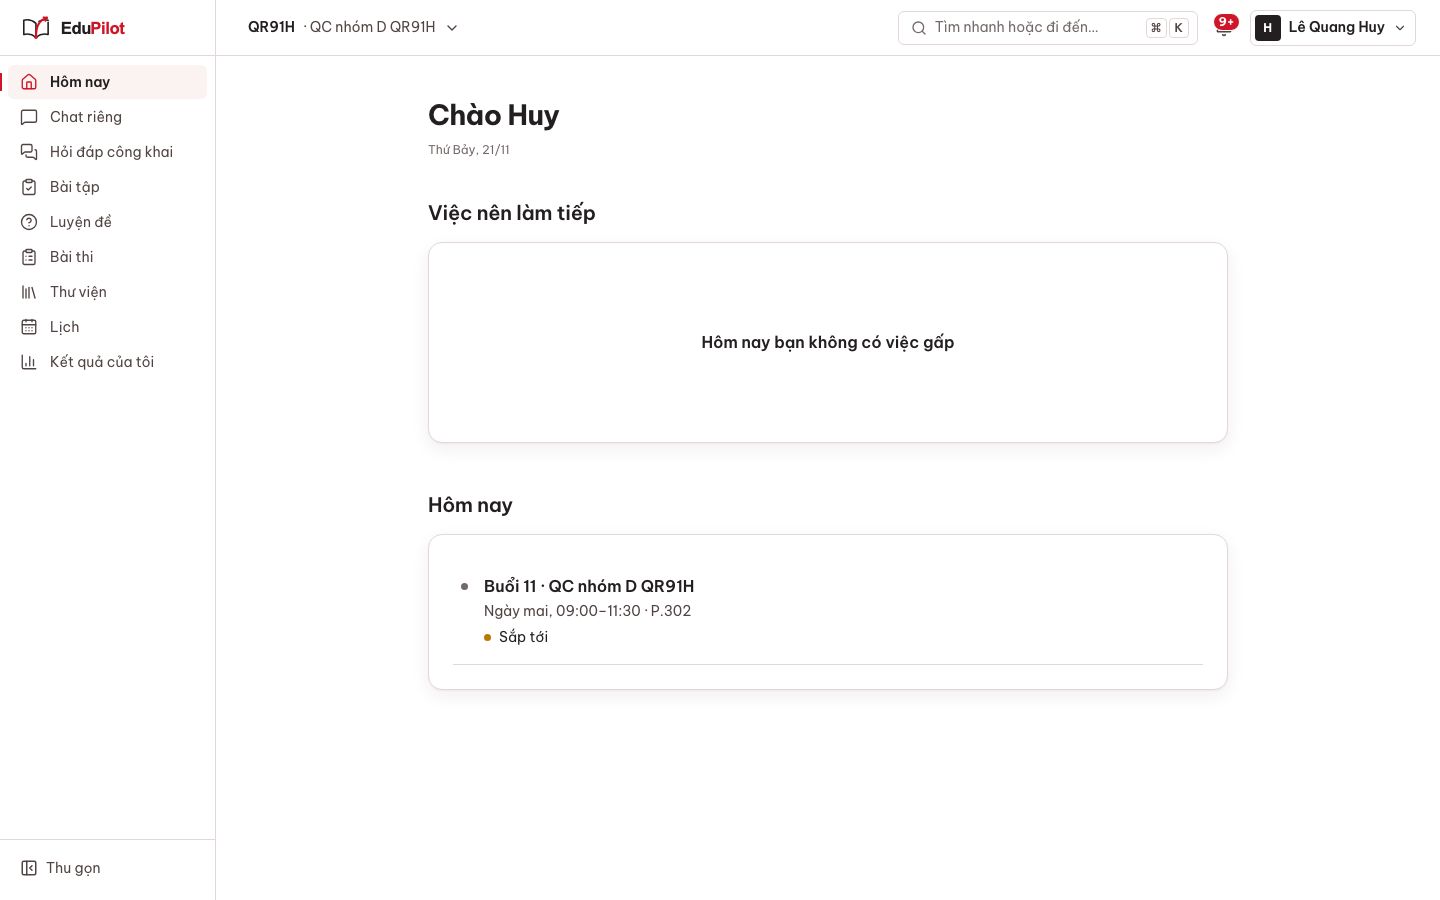 EduPilot
QR91H · QC nhóm D QR91H
Tìm nhanh hoặc đi đến...
⌘ K
9+
H
Lê Quang Huy
Hôm nay
Chat riêng
Hỏi đáp công khai
Bài tập
Luyện đề
Bài thi
Thư viện
Lịch
Kết quả của tôi
Thu gọn
Chào Huy
Thứ Bảy, 21/11
Việc nên làm tiếp
Hôm nay bạn không có việc gấp
Hôm nay
Buổi 11 · QC nhóm D QR91H
Ngày mai, 09:00–11:30 · P.302
Sắp tới